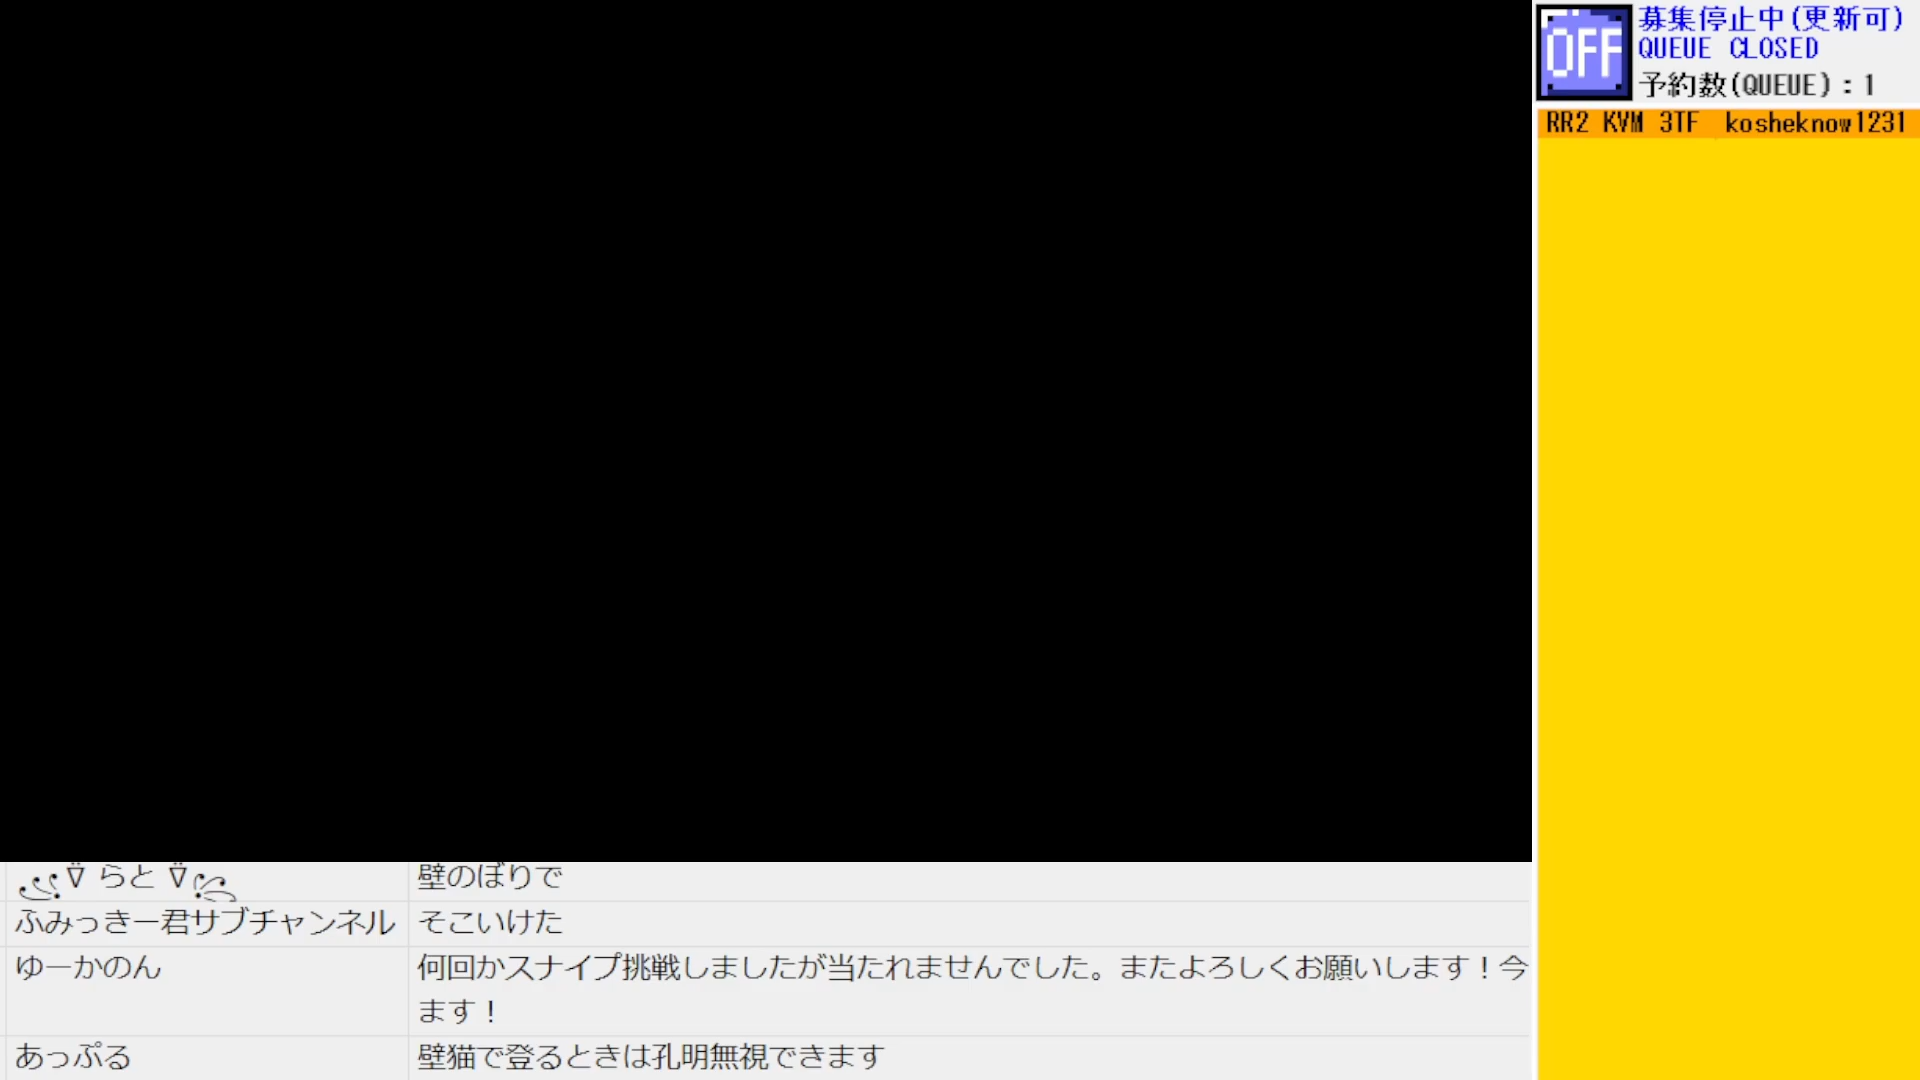 OFF
募集停止中(更新可)
QUEUE CLOSED
予約数(QUEUE):1
RR2 KVM 3TF kosheknow1231
らと 壁のぼりで
ふみっきー君サブチャンネル そこいけた
ゆーかのん 何回かスナイプ挑戦しましたが当たれませんでした。またよろしくお願いします！今
ます！
あっぷる 壁猫で登るときは孔明無視できます